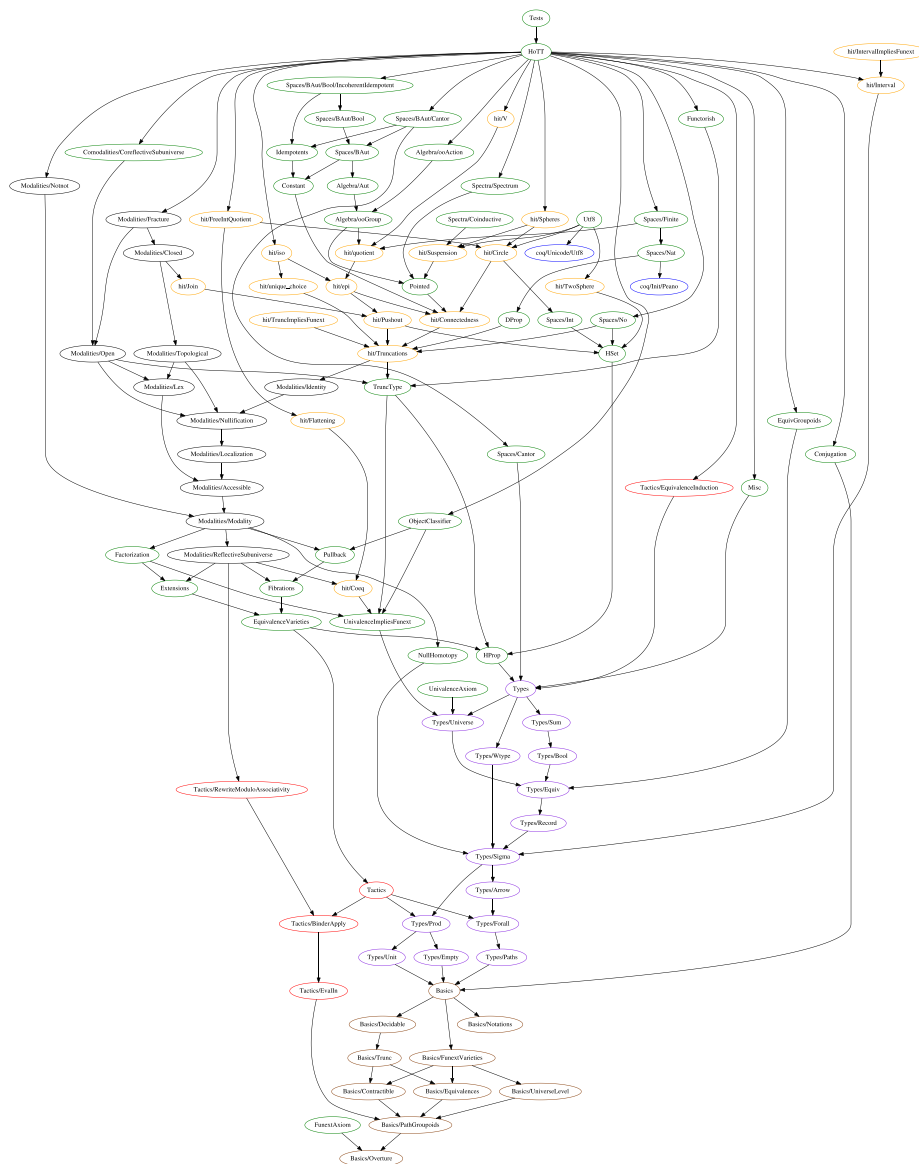 Tests
HoTT
hit/IntervalImpliesFunext
Spaces/BAut/Bool/IncoherentIdempotent
hit/Interval
Spaces/BAut/Bool
Spaces/BAut/Cantor
hit/V
Functorish
Comodalities/CoreflectiveSubuniverse
Idempotents
Spaces/BAut
Algebra/ooAction
Modalities/Notnot
Constant
Algebra/Aut
Spectra/Spectrum
Modalities/Fracture
hit/FreeIntQuotient
Algebra/ooGroup
Spectra/Coinductive
hit/Spheres
Utf8
Spaces/Finite
Modalities/Closed
hit/iso
hit/quotient
hit/Suspension
hit/Circle
coq/Unicode/Utf8
Spaces/Nat
hit/Join
hit/unique_choice
hit/epi
Pointed
hit/TwoSphere
coq/Init/Peano
hit/TruncImpliesFunext
hit/Pushout
hit/Connectedness
DProp
Spaces/Int
Spaces/No
Modalities/Open
Modalities/Topological
hit/Truncations
HSet
Modalities/Lex
Modalities/Identity
TruncType
Modalities/Nullification
hit/Flattening
EquivGroupoids
Modalities/Localization
Spaces/Cantor
Conjugation
Modalities/Accessible
Tactics/EquivalenceInduction
Misc
Modalities/Modality
ObjectClassifier
Factorization
Modalities/ReflectiveSubuniverse
Pullback
Extensions
Fibrations
hit/Coeq
EquivalenceVarieties
UnivalenceImpliesFunext
NullHomotopy
HProp
UnivalenceAxiom
Types
Types/Universe
Types/Sum
Types/Wtype
Types/Bool
Tactics/RewriteModuloAssociativity
Types/Equiv
Types/Record
Types/Sigma
Tactics
Types/Arrow
Tactics/BinderApply
Types/Prod
Types/Forall
Types/Unit
Types/Empty
Types/Paths
Tactics/EvalIn
Basics
Basics/Decidable
Basics/Notations
Basics/Trunc
Basics/FunextVarieties
Basics/Contractible
Basics/Equivalences
Basics/UniverseLevel
FunextAxiom
Basics/PathGroupoids
Basics/Overture